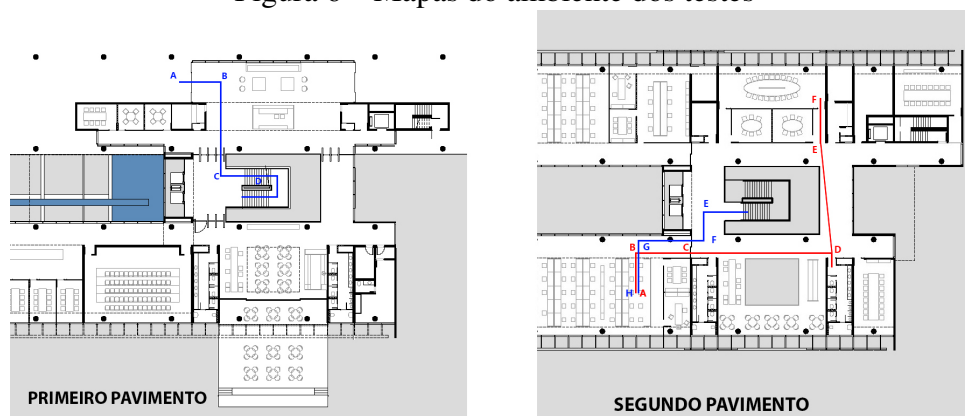 Figura 6 – Mapas do ambiente dos testes
A
B
C
D
PRIMEIRO PAVIMENTO
F
E
E
F
B
G
C
D
H
A
SEGUNDO PAVIMENTO